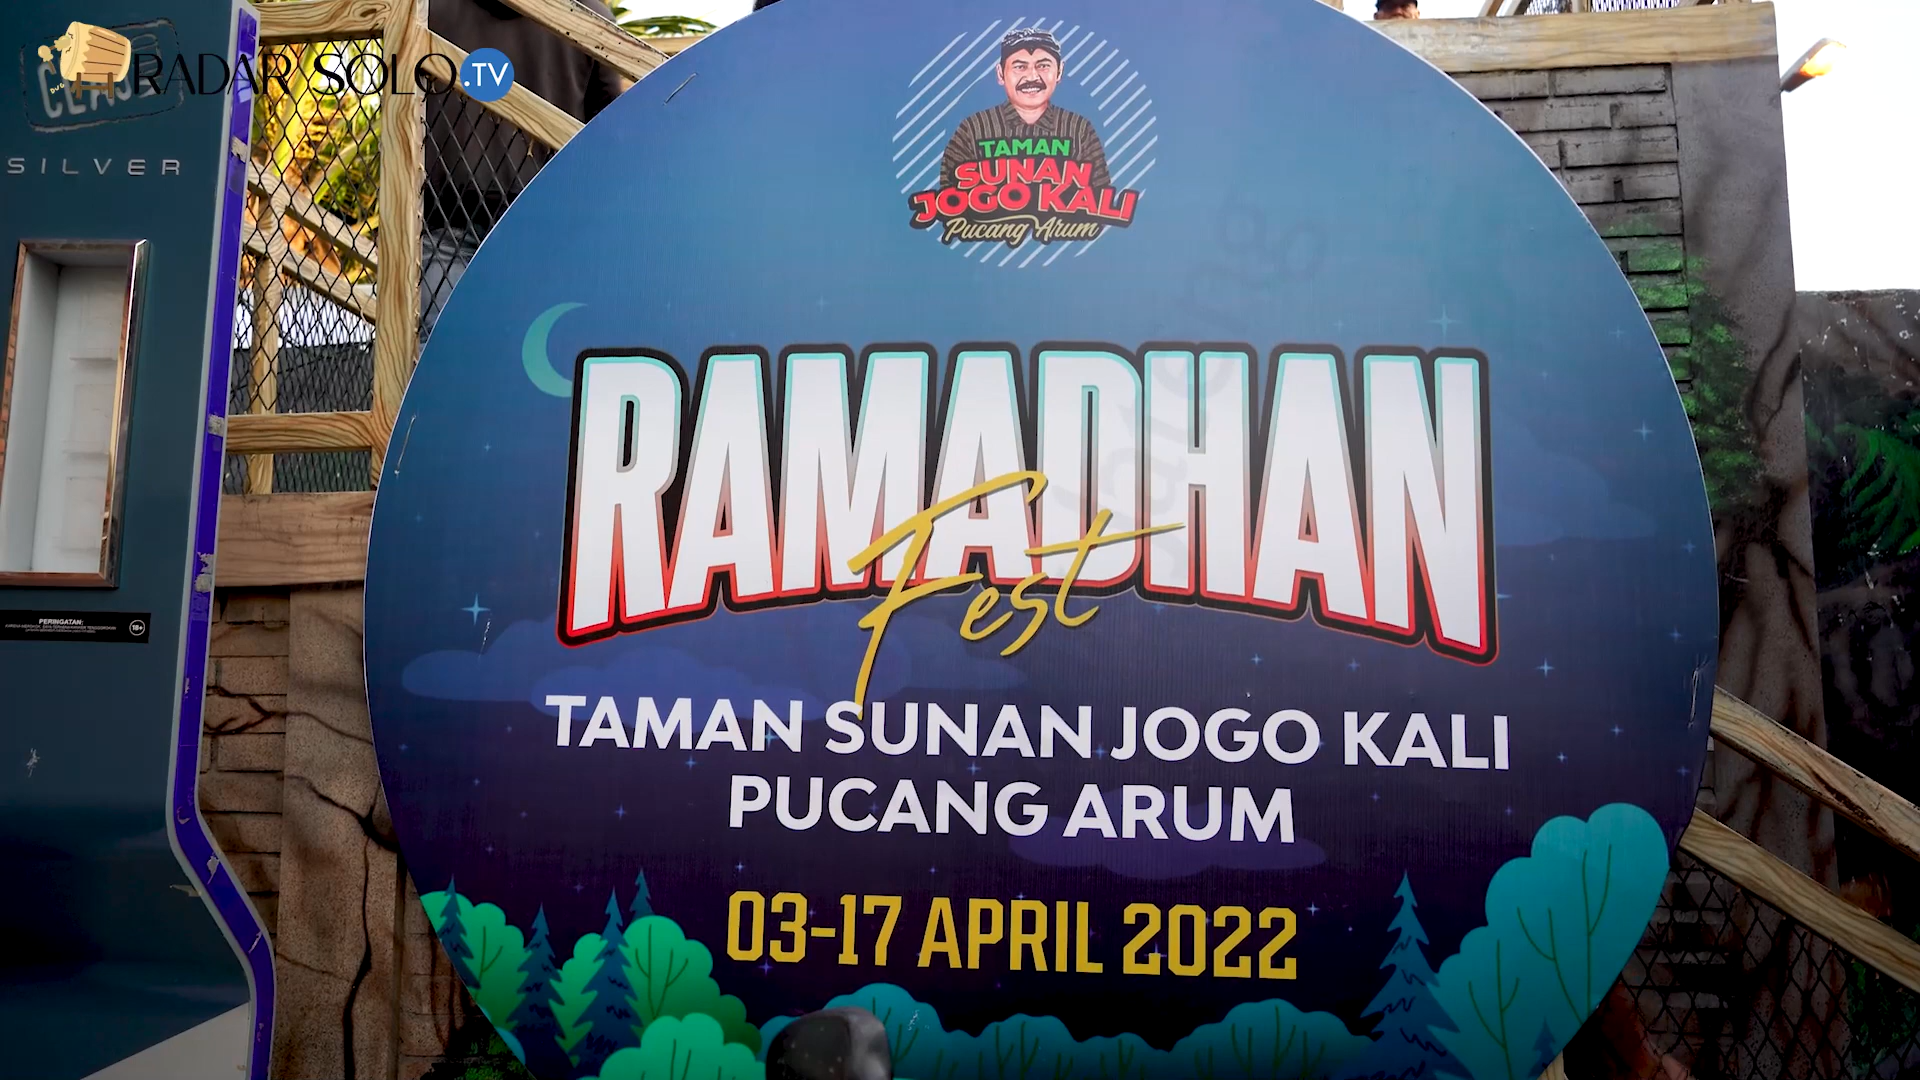 RADAR SOLO.TV
SILVER
PERINGATAN:
18+
TAMAN
SUNAN
JOGO KALI
Pucang Arum
RAMADHAN
Fest
TAMAN SUNAN JOGO KALI
PUCANG ARUM
03-17 APRIL 2022